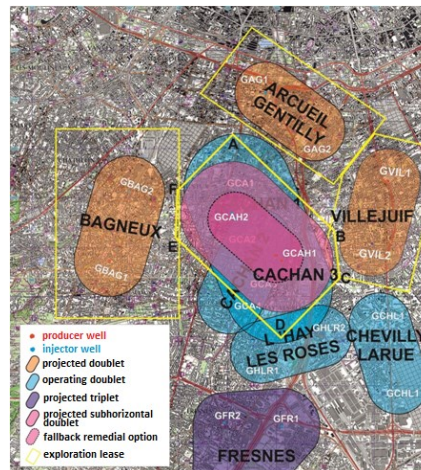 GAG1
ARCUEIL
GENTILLY
GAG2
A
GCA1
GVIL1
GBAG2
F
GCAH2
VILLEJUIF
BAGNEUX
B
E
GCAH1
GVIL2
GBAG1
CACHAN 3
C
D
GHLR2
GCHL1
LES ROSES
CHEVILLY
LARUE
GHLR1
GCHL1
GFR2
GFR1
FRESNES
producer well
injector well
projected doublet
operating doublet
projected triplet
projected subhorizontal
doublet
fallback remedial option
exploration lease